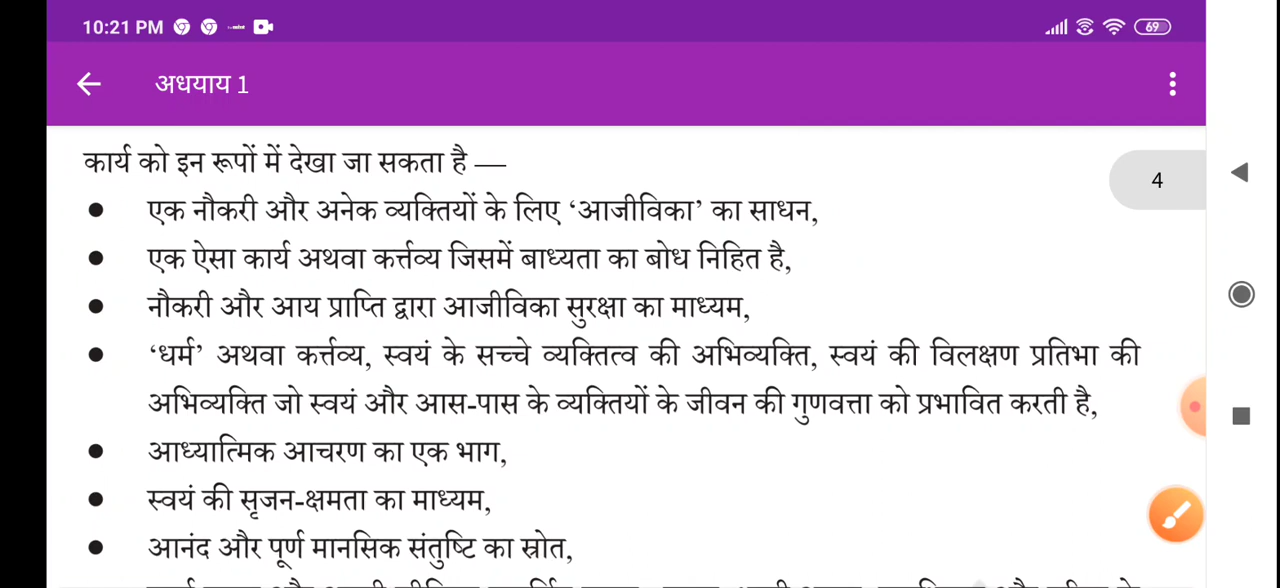 10:21 PM
69
अधयाय 1
4
कार्य को इन रूपों में देखा जा सकता है —
● एक नौकरी और अनेक व्यक्तियों के लिए ‘आजीविका’ का साधन,
● एक ऐसा कार्य अथवा कर्त्तव्य जिसमें बाध्यता का बोध निहित है,
● नौकरी और आय प्राप्ति द्वारा आजीविका सुरक्षा का माध्यम,
● ‘धर्म’ अथवा कर्त्तव्य, स्वयं के सच्चे व्यक्तित्व की अभिव्यक्ति, स्वयं की विलक्षण प्रतिभा की
अभिव्यक्ति जो स्वयं और आस-पास के व्यक्तियों के जीवन की गुणवत्ता को प्रभावित करती है,
● आध्यात्मिक आचरण का एक भाग,
● स्वयं की सृजन-क्षमता का माध्यम,
● आनंद और पूर्ण मानसिक संतुष्टि का स्रोत,